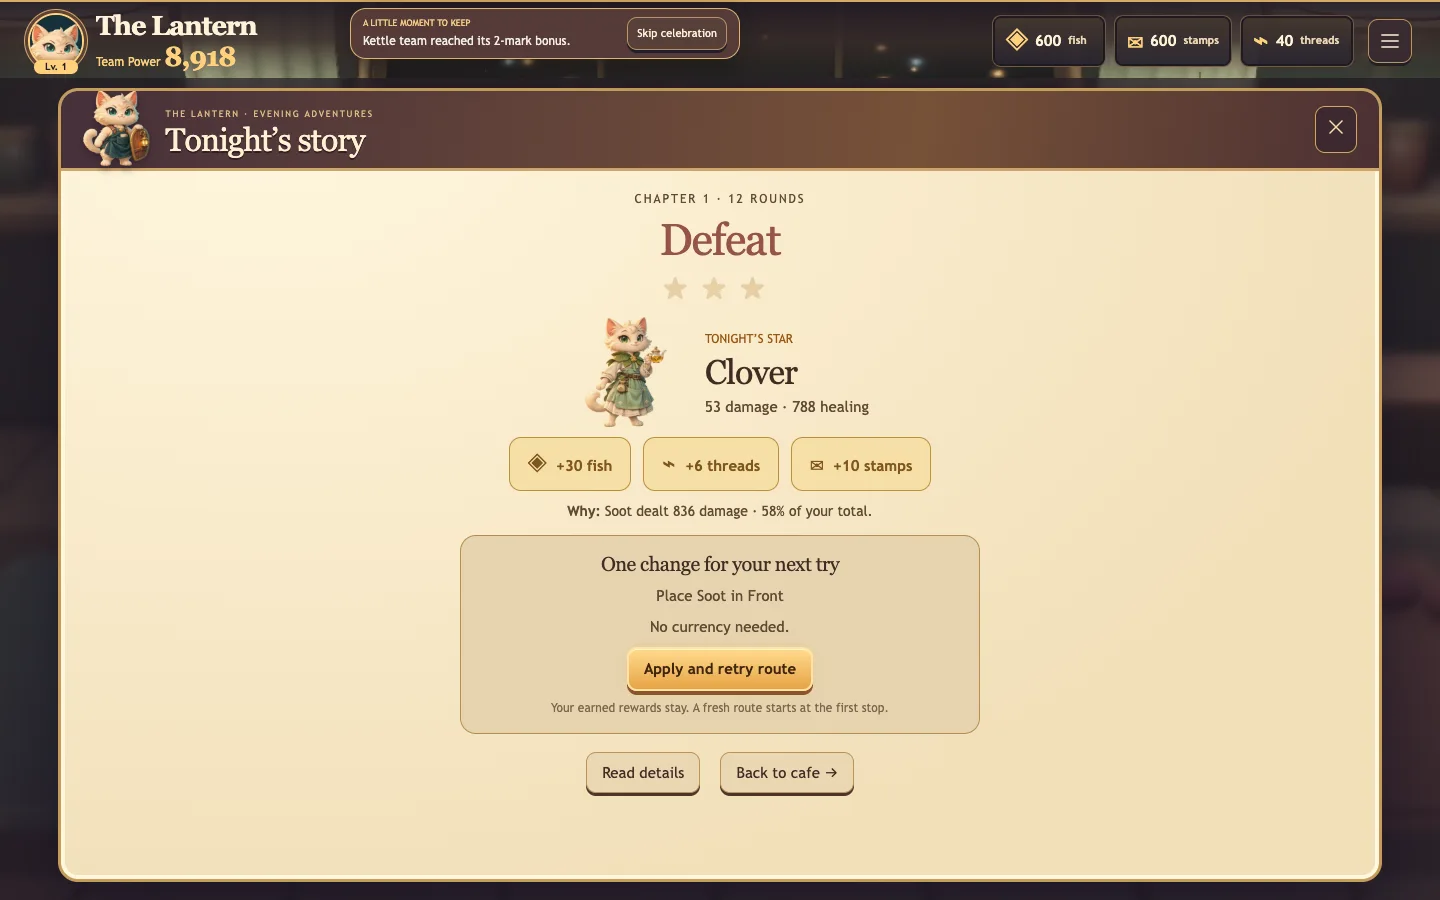 The Lantern
Team Power 8,918
Lv. 1
A LITTLE MOMENT TO KEEP
Kettle team reached its 2-mark bonus.
Skip celebration
600 fish
600 stamps
40 threads
THE LANTERN · EVENING ADVENTURES
Tonight's story
CHAPTER 1 · 12 ROUNDS
Defeat
TONIGHT'S STAR
Clover
53 damage · 788 healing
+30 fish
+6 threads
+10 stamps
Why: Soot dealt 836 damage · 58% of your total.
One change for your next try
Place Soot in Front
No currency needed.
Apply and retry route
Your earned rewards stay. A fresh route starts at the first stop.
Read details
Back to cafe →